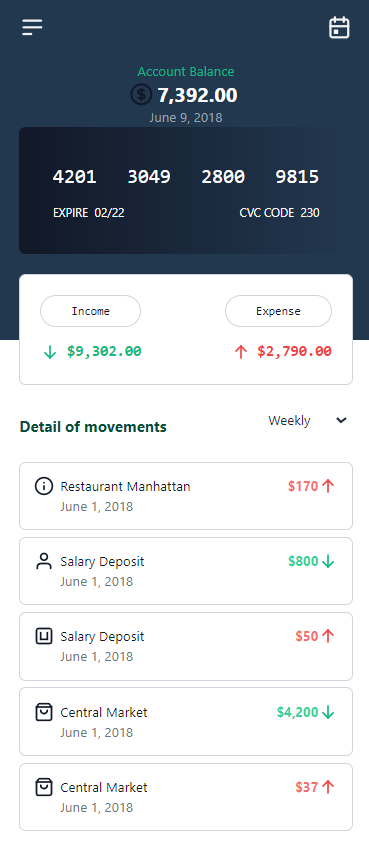 Account Balance
$ 7,392.00
June 9, 2018
4201 3049 2800 9815
EXPIRE 02/22 CVC CODE 230
Income Expense
$9,302.00 $2,790.00
Detail of movements Weekly
Restaurant Manhattan $170
June 1, 2018
Salary Deposit $800
June 1, 2018
Salary Deposit $50
June 1, 2018
Central Market $4,200
June 1, 2018
Central Market $37
June 1, 2018